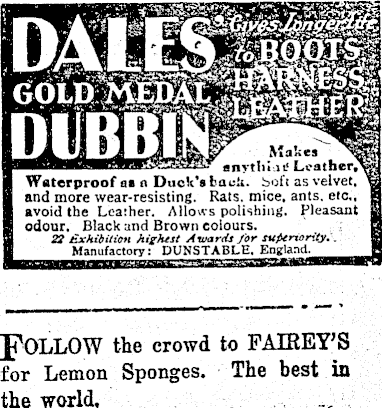 DALES'
GOLD MEDAL
DUBBIN
Gives longer life
to BOOTS
HARNESS
LEATHER
Makes
anything Leather,
Waterproof as a Duck's back. Soft as velvet,
and more wear-resisting. Rats, mice, ants, etc.,
avoid the Leather. Allows polishing. Pleasant
odour. Black and Brown colours.
22 Exhibition highest Awards for superiority.
Manufactory: DUNSTABLE, England.
FOLLOW the crowd to FAIREY'S
for Lemon Sponges. The best in
the world.